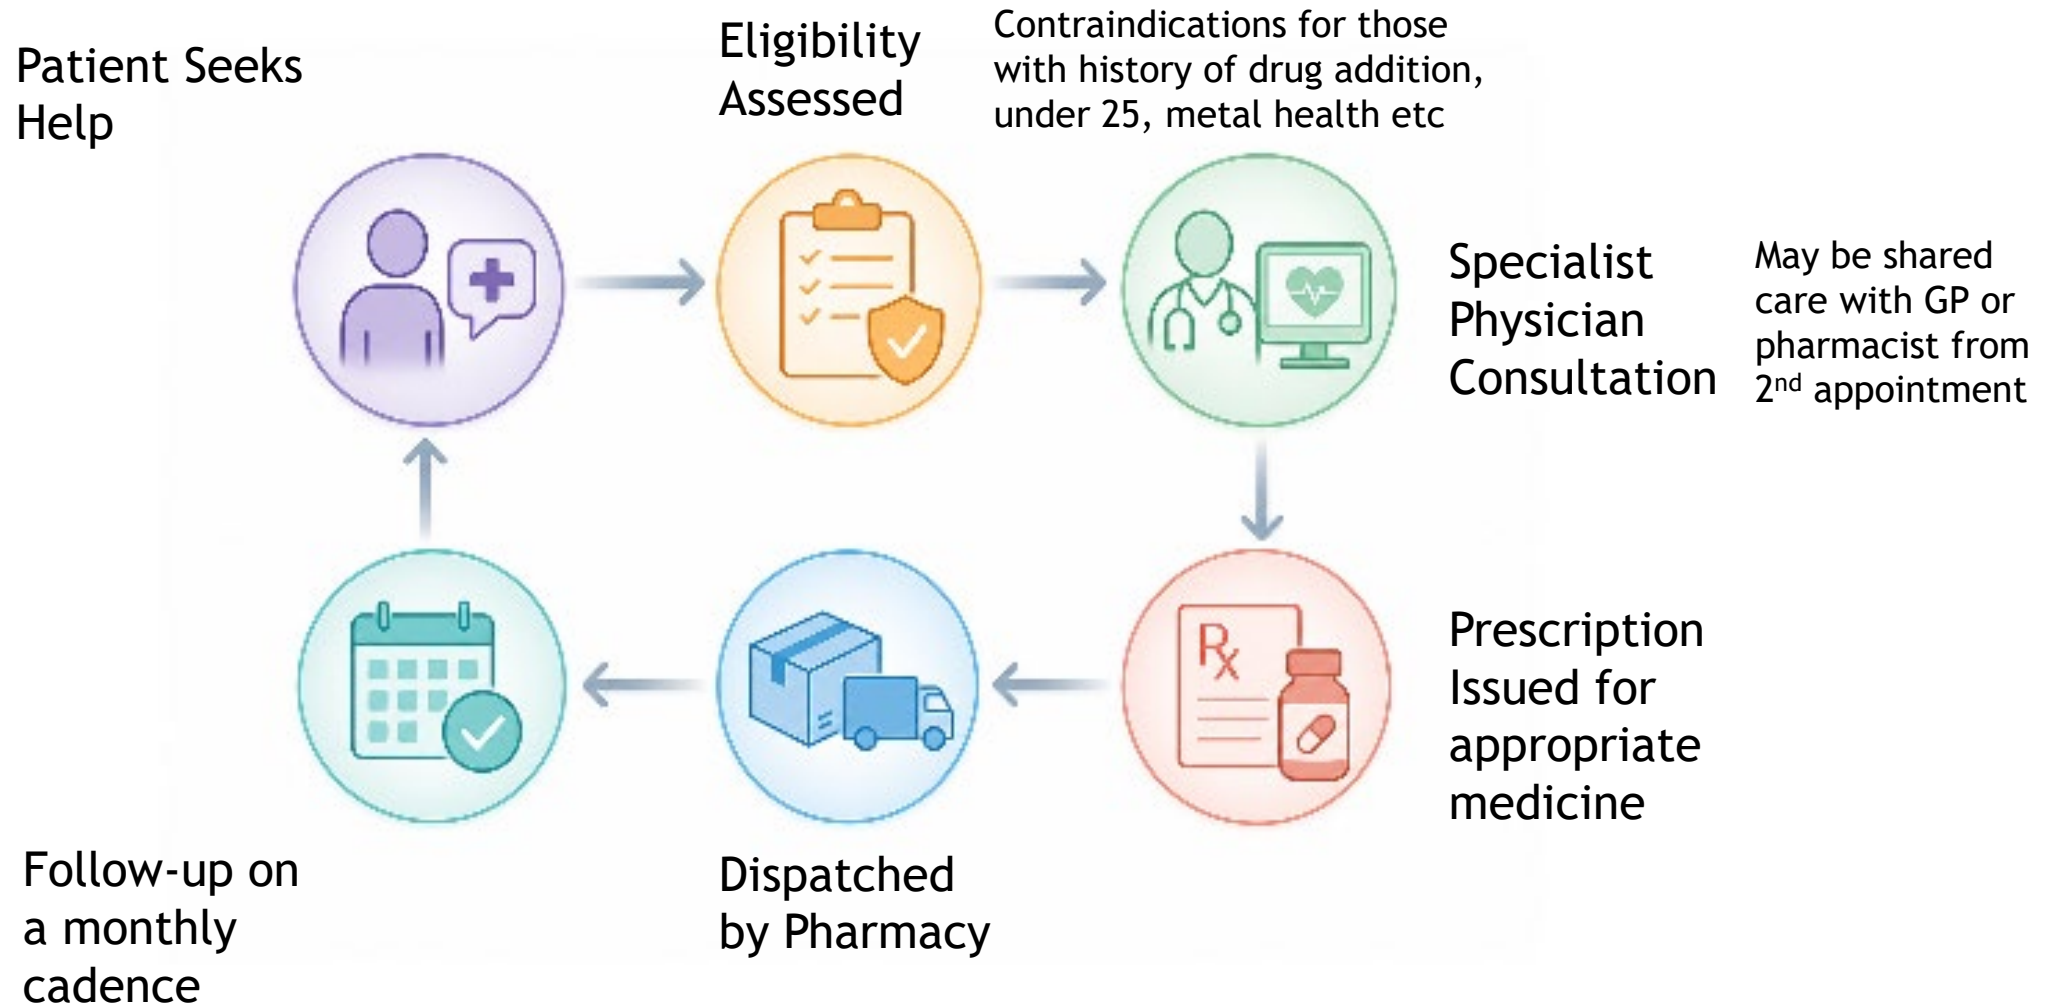 Patient Seeks
Help
Eligibility
Assessed
Contraindications for those
with history of drug addition,
under 25, metal health etc
Specialist
Physician
Consultation
May be shared
care with GP or
pharmacist from
2nd appointment
Rx
Prescription
Issued for
appropriate
medicine
Dispatched
by Pharmacy
Follow-up on
a monthly
cadence